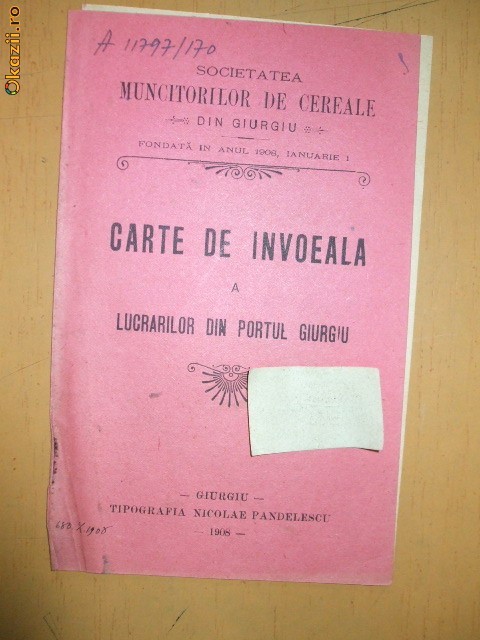 Okazii.ro
A 11797/170
SOCIETATEA
MUNCITORILOR DE CEREALE
DIN GIURGIU
FONDATĂ IN ANUL 1906, IANUARIE 1
CARTE DE INVOEALA
A
LUCRARILOR DIN PORTUL GIURGIU
— GIURGIU —
TIPOGRAFIA NICOLAE PANDELESCU
— 1908 —